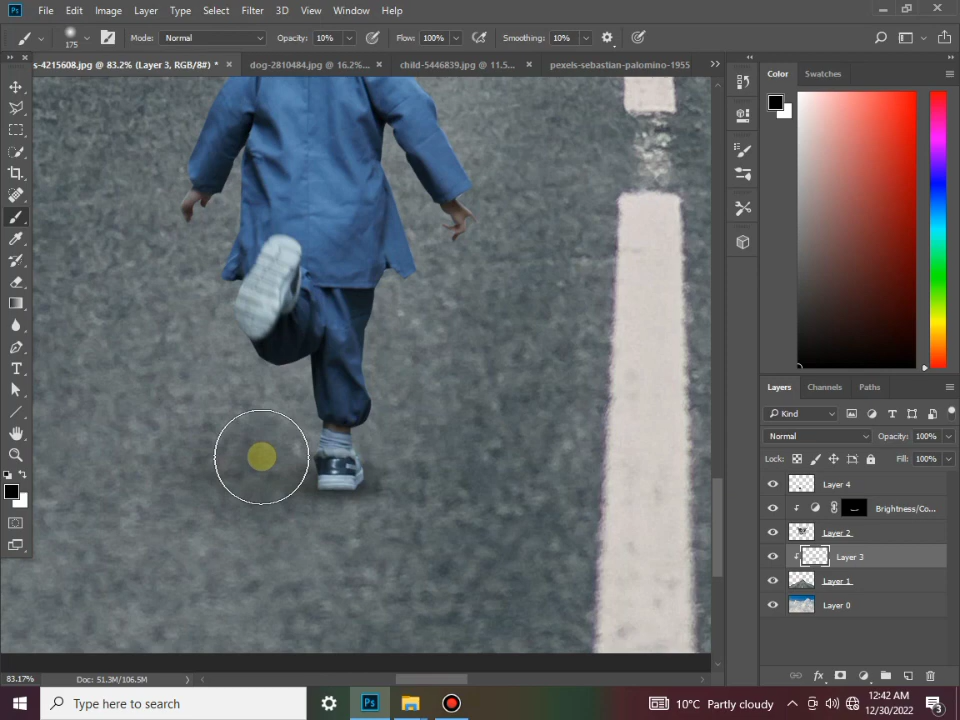 Ps File Edit Image Layer Type Select Filter 3D View Window Help
175 Mode: Normal Opacity: 10% Flow: 100% Smoothing: 10%
s-4215608.jpg @ 83.2% (Layer 3, RGB/8#) * dog-2810484.jpg @ 16.2%... child-5446839.jpg @ 11.5... pexels-sebastian-palomino-1955
Color Swatches
Layers Channels Paths
Kind
Normal Opacity: 100%
Lock: Fill: 100%
Layer 4
Brightness/Co...
Layer 2
Layer 3
Layer 1
Layer 0
83.17% Doc: 51.3M/106.5M
Type here to search
Ps
10°C Partly cloudy
12:42 AM
12/30/2022
3